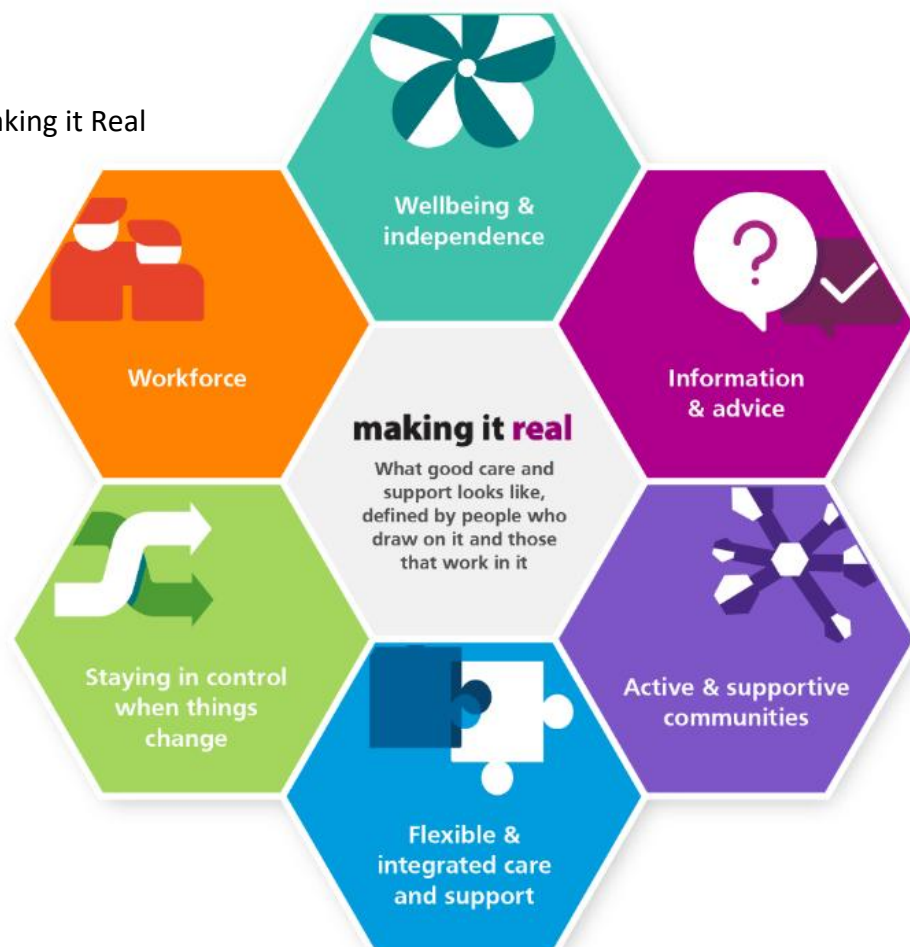 aking it Real
Wellbeing &
independence
Workforce
Information
& advice
making it real
What good care and
support looks like,
defined by people who
draw on it and those
that work in it
Staying in control
when things
change
Active & supportive
communities
Flexible &
integrated care
and support